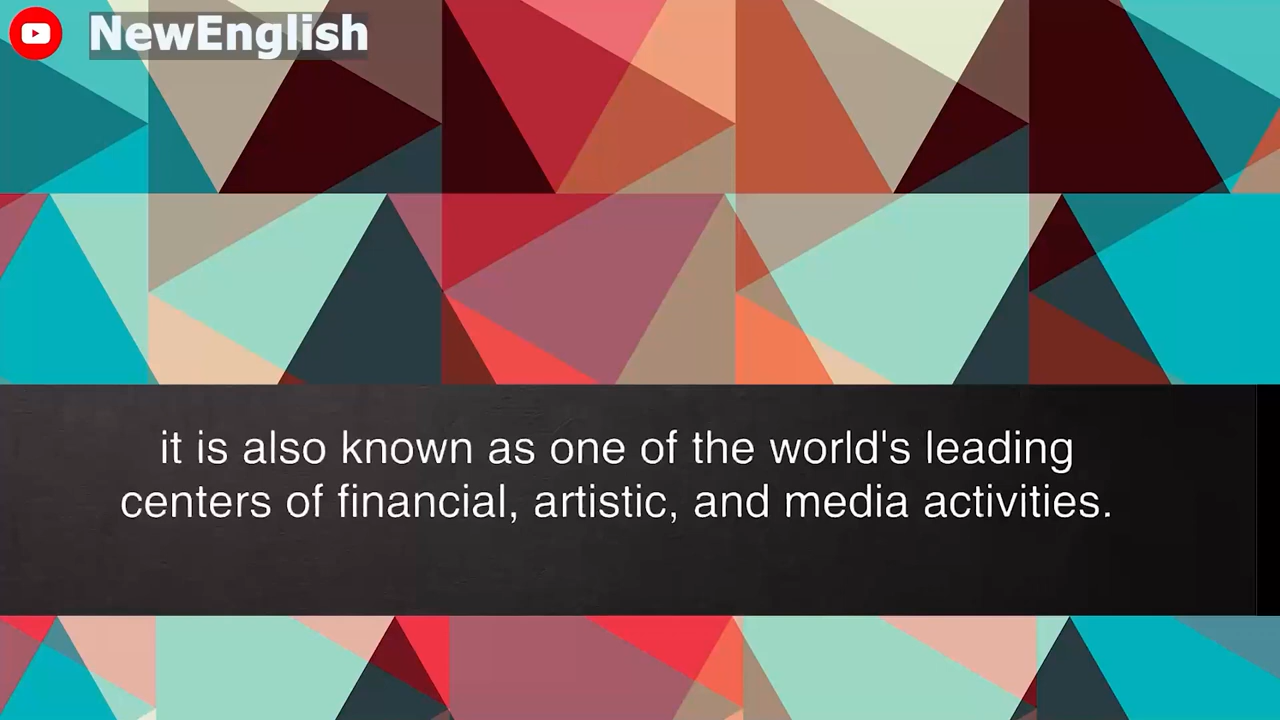 NewEnglish
it is also known as one of the world's leading
centers of financial, artistic, and media activities.